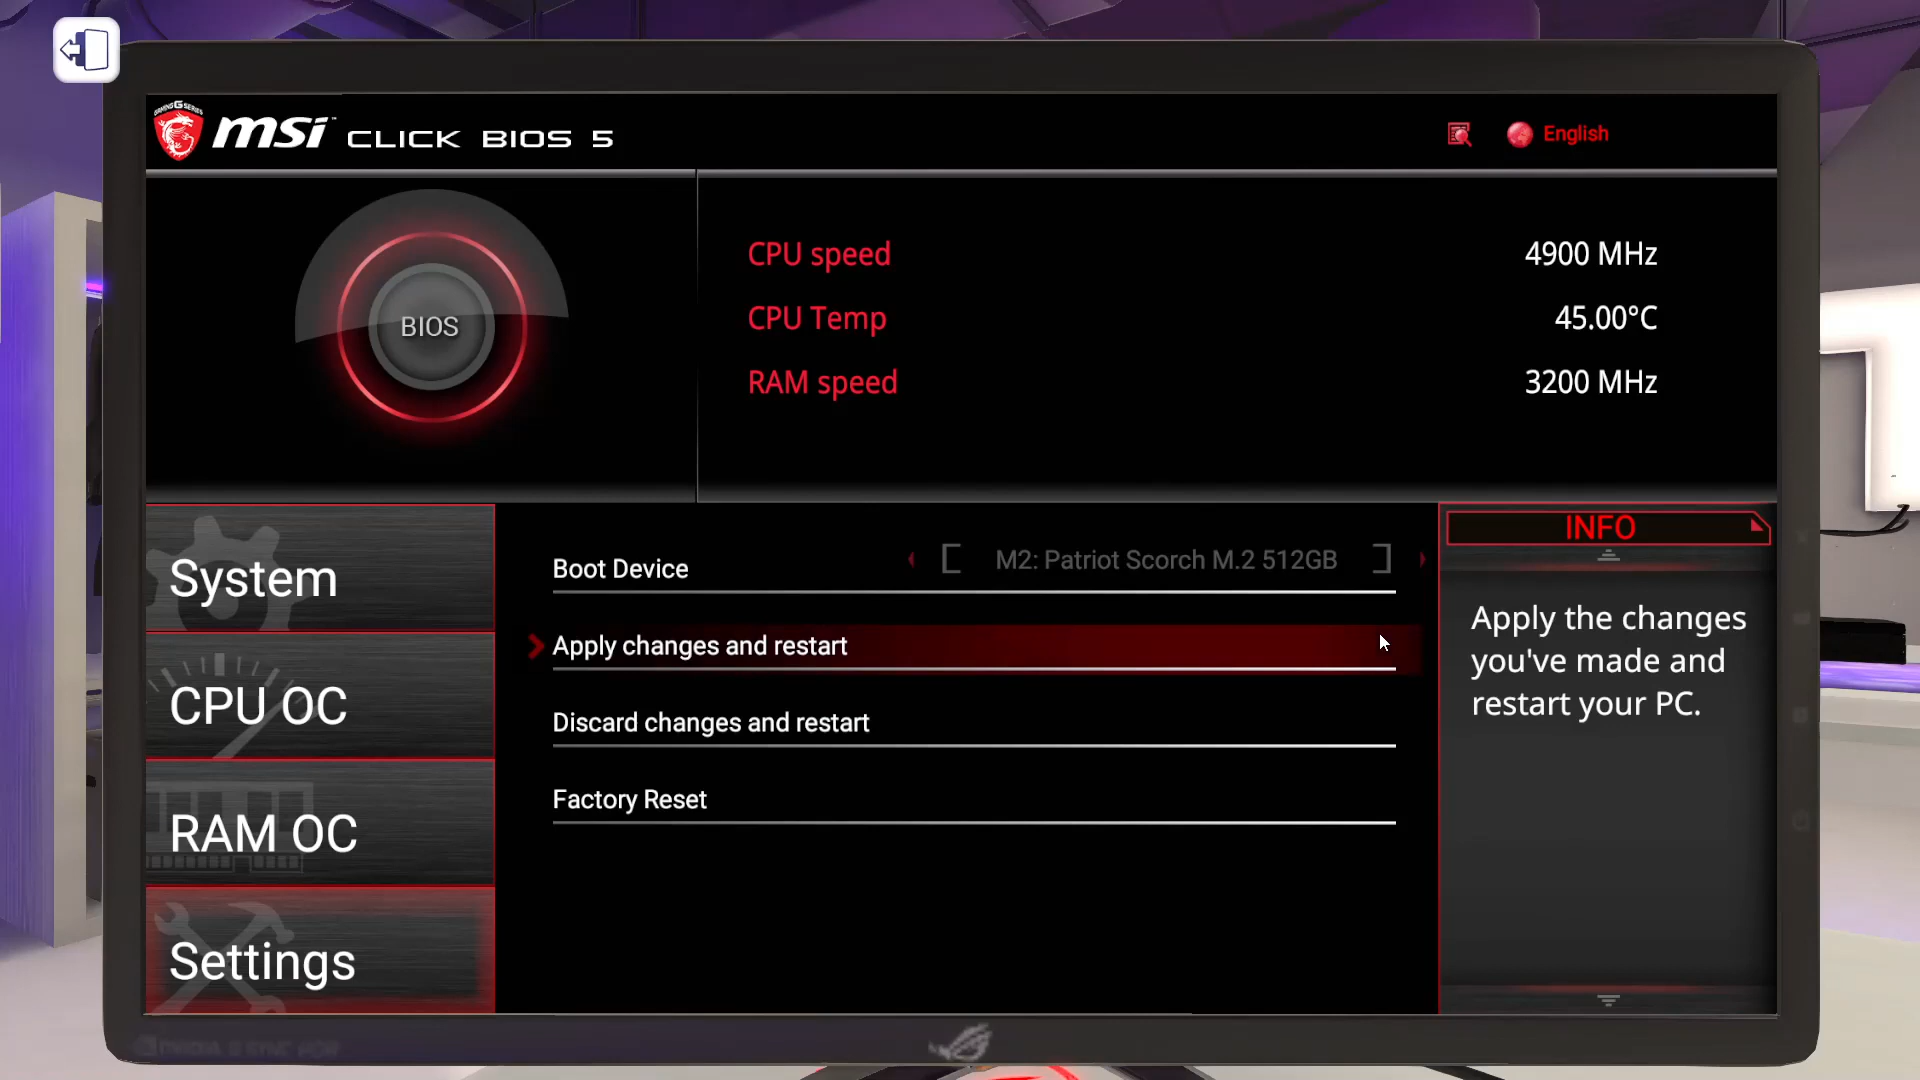 GAMING G SERIES
msi CLICK BIOS 5
English
BIOS
CPU speed 4900 MHz
CPU Temp 45.00°C
RAM speed 3200 MHz
System
CPU OC
RAM OC
Settings
Boot Device [ M2: Patriot Scorch M.2 512GB ]
Apply changes and restart
Discard changes and restart
Factory Reset
INFO
Apply the changes
you've made and
restart your PC.